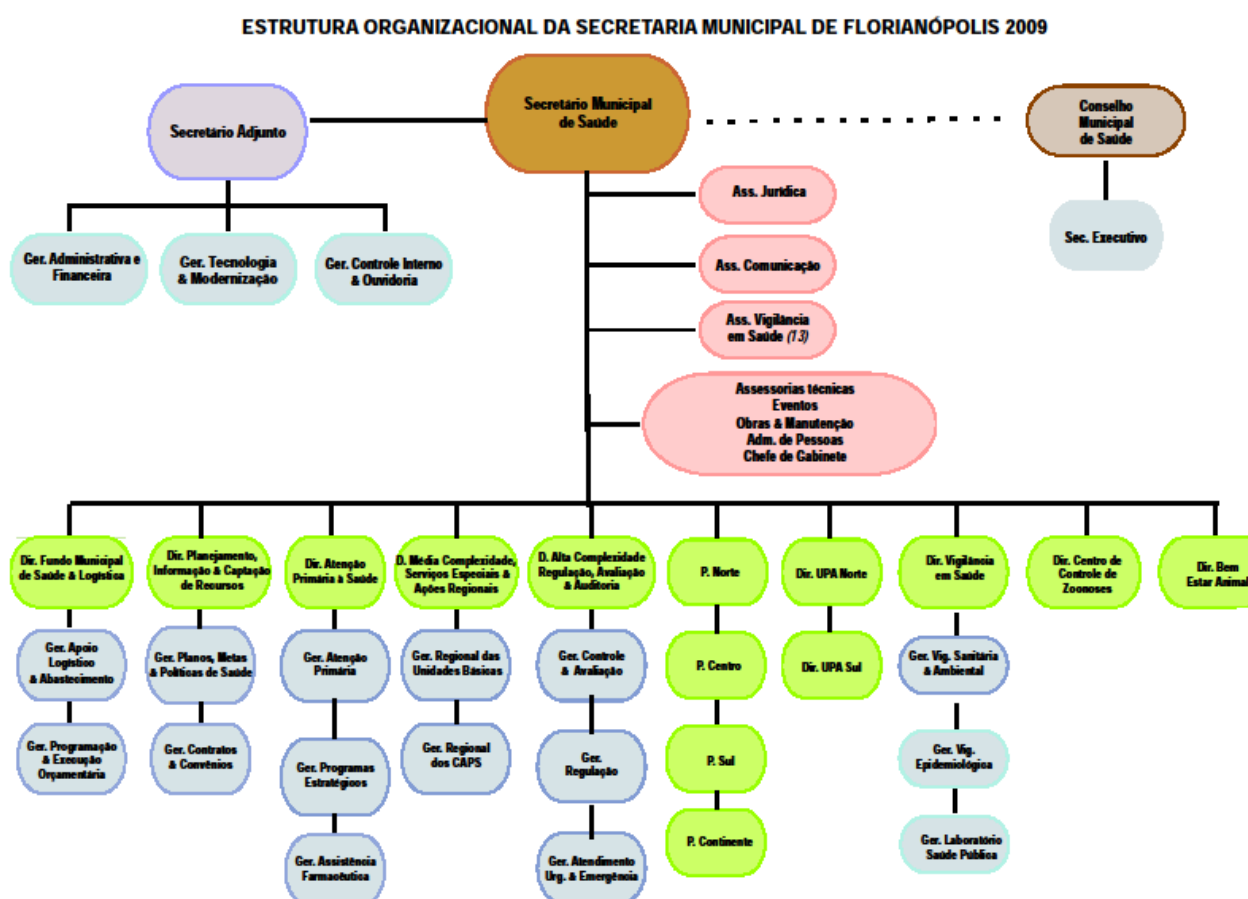 ESTRUTURA ORGANIZACIONAL DA SECRETARIA MUNICIPAL DE FLORIANÓPOLIS 2009
Secretário Adjunto
Secretário Municipal
de Saúde
Conselho
Municipal
de Saúde
Ger. Administrativa e
Financeira
Ger. Tecnologia
& Modernização
Ger. Controle Interno
& Ouvidoria
Sec. Executivo
Ass. Jurídica
Ass. Comunicação
Ass. Vigilância
em Saúde (13)
Assessorias técnicas
Eventos
Obras & Manutenção
Adm. de Pessoas
Chefe de Gabinete
Dir. Fundo Municipal
de Saúde & Logística
Dir. Planejamento,
Informação & Captação
de Recursos
Dir. Atenção
Primária à Saúde
D. Média Complexidade,
Serviços Especiais &
Ações Regionais
D. Alta Complexidade
Regulação, Avaliação
& Auditoria
P. Norte
Dir. UPA Norte
Dir. Vigilância
em Saúde
Dir. Centro de
Controle de
Zoonoses
Dir. Bem
Estar Animal
Ger. Apoio
Logístico
& Abastecimento
Ger. Planos, Metas
& Políticas de Saúde
Ger. Atenção
Primária
Ger. Regional das
Unidades Básicas
Ger. Controle
& Avaliação
P. Centro
Dir. UPA Sul
Ger. Vig. Sanitária
& Ambiental
Ger. Programação
& Execução
Orçamentária
Ger. Contratos
& Convênios
Ger. Programas
Estratégicos
Ger. Regional
dos CAPS
Ger.
Regulação
P. Sul
Ger. Vig.
Epidemiológica
Ger. Assistência
Farmacêutica
Ger. Atendimento
Urg. & Emergência
P. Continente
Ger. Laboratório
Saúde Pública